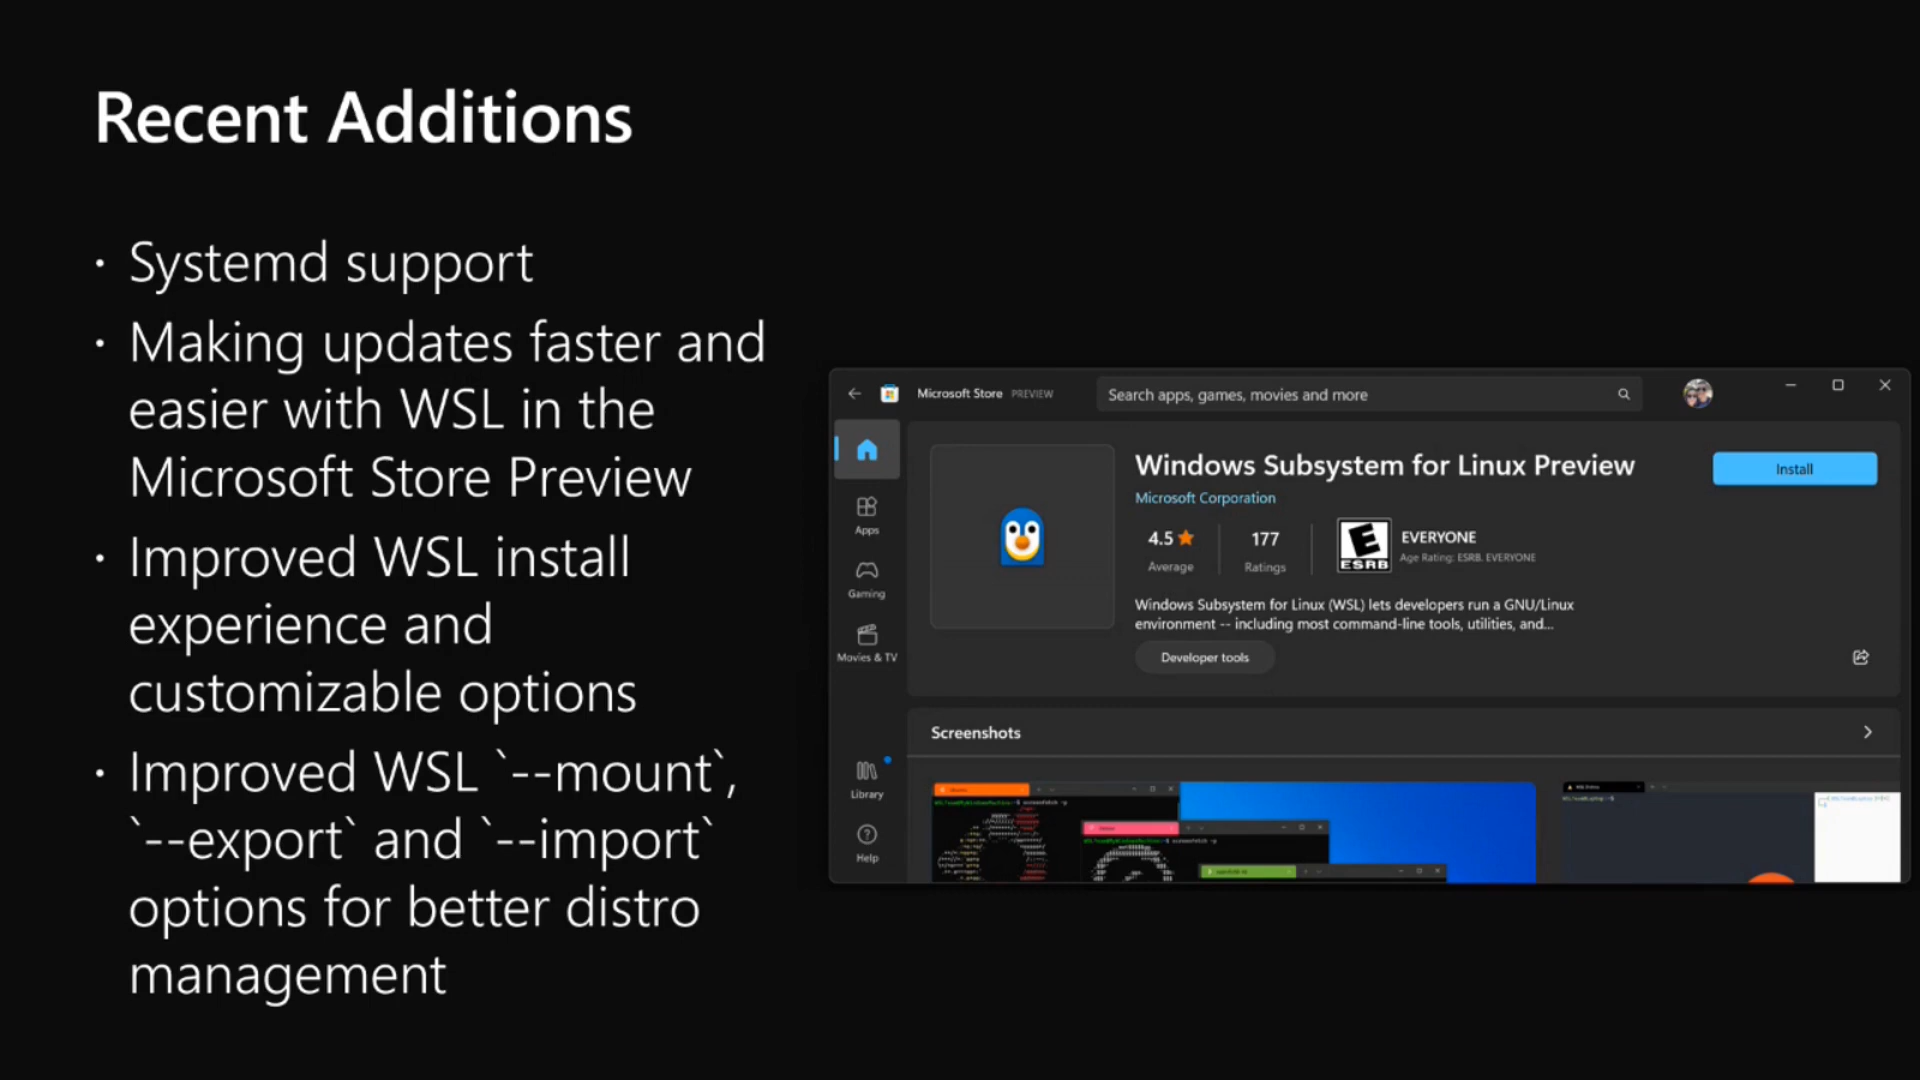 Recent Additions
· Systemd support
· Making updates faster and
easier with WSL in the
Microsoft Store Preview
· Improved WSL install
experience and
customizable options
· Improved WSL `--mount`,
`--export` and `--import`
options for better distro
management
Microsoft Store PREVIEW
Search apps, games, movies and more
Apps
Gaming
Movies & TV
Library
Help
Windows Subsystem for Linux Preview
Install
Microsoft Corporation
4.5
Average
177
Ratings
E
ESRB
EVERYONE
Age Rating: ESRB. EVERYONE
Windows Subsystem for Linux (WSL) lets developers run a GNU/Linux
environment -- including most command-line tools, utilities, and...
Developer tools
Screenshots